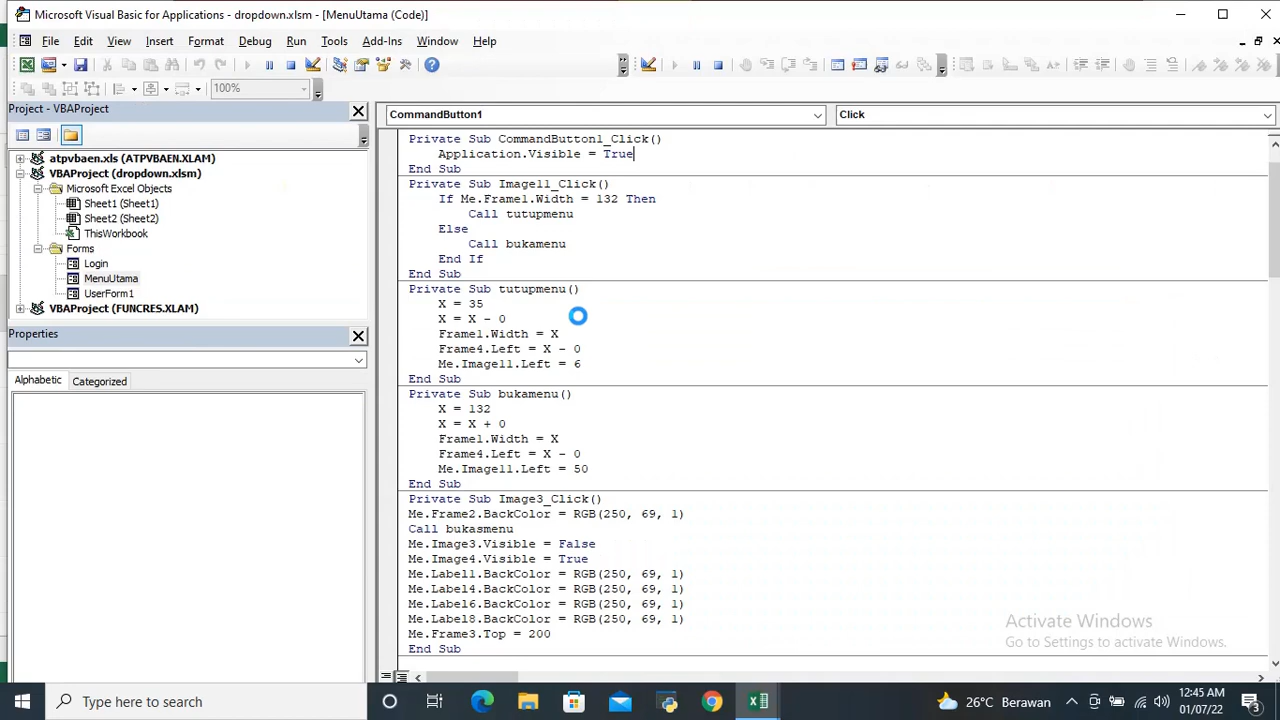 Microsoft Visual Basic for Applications - dropdown.xlsm - [MenuUtama (Code)]
File Edit View Insert Format Debug Run Tools Add-Ins Window Help
100%
Project - VBAProject
CommandButton1
Click
atpvbaen.xls (ATPVBAEN.XLAM)
VBAProject (dropdown.xlsm)
Microsoft Excel Objects
Sheet1 (Sheet1)
Sheet2 (Sheet2)
ThisWorkbook
Forms
Login
MenuUtama
UserForm1
VBAProject (FUNCRES.XLAM)
Properties
Alphabetic Categorized
Private Sub CommandButton1_Click()
Application.Visible = True
End Sub
Private Sub Image11_Click()
If Me.Frame1.Width = 132 Then
Call tutupmenu
Else
Call bukamenu
End If
End Sub
Private Sub tutupmenu()
X = 35
X = X - 0
Frame1.Width = X
Frame4.Left = X - 0
Me.Image11.Left = 6
End Sub
Private Sub bukamenu()
X = 132
X = X + 0
Frame1.Width = X
Frame4.Left = X - 0
Me.Image11.Left = 50
End Sub
Private Sub Image3_Click()
Me.Frame2.BackColor = RGB(250, 69, 1)
Call bukasmenu
Me.Image3.Visible = False
Me.Image4.Visible = True
Me.Label1.BackColor = RGB(250, 69, 1)
Me.Label4.BackColor = RGB(250, 69, 1)
Me.Label6.BackColor = RGB(250, 69, 1)
Me.Label8.BackColor = RGB(250, 69, 1)
Me.Frame3.Top = 200
End Sub
Activate Windows
Go to Settings to activate Windows.
Type here to search
26°C Berawan
12:45 AM
01/07/22
3